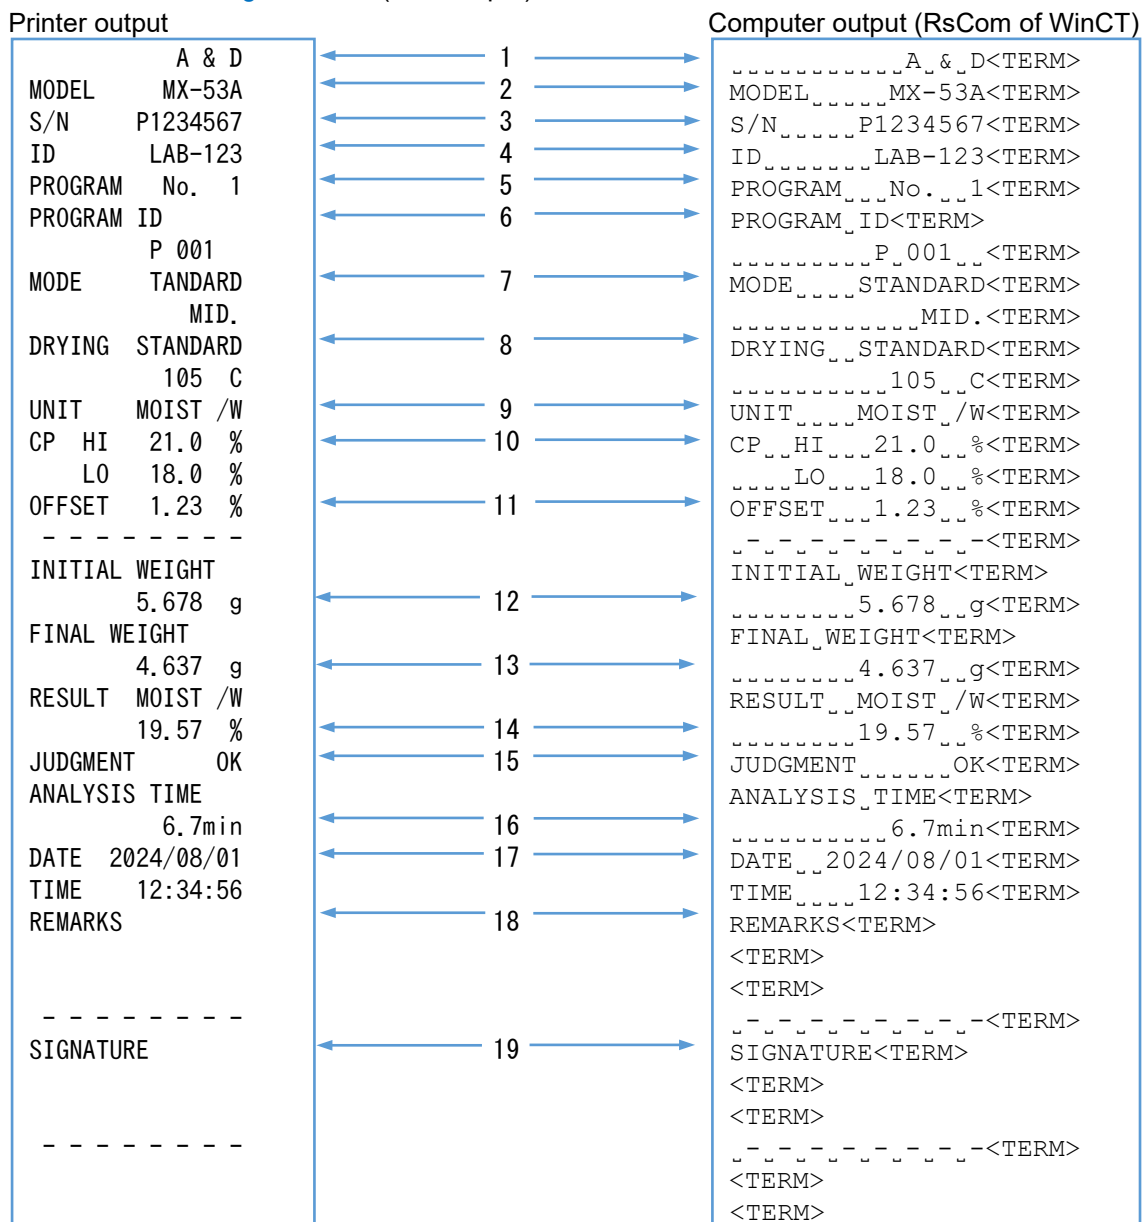 Printer output Computer output (RsCom of WinCT)
A & D 1 ␣␣␣␣␣␣␣␣␣␣␣A␣&␣D<TERM>
MODEL MX-53A 2 MODEL␣␣␣␣␣MX-53A<TERM>
S/N P1234567 3 S/N␣␣␣␣␣P1234567<TERM>
ID LAB-123 4 ID␣␣␣␣␣␣␣LAB-123<TERM>
PROGRAM No. 1 5 PROGRAM␣␣␣No.␣␣1<TERM>
PROGRAM ID 6 PROGRAM␣ID<TERM>
P 001 ␣␣␣␣␣␣␣␣␣P␣001␣␣<TERM>
MODE TANDARD 7 MODE␣␣␣␣STANDARD<TERM>
MID. ␣␣␣␣␣␣␣␣␣␣␣␣MID.<TERM>
DRYING STANDARD 8 DRYING␣␣STANDARD<TERM>
105 C ␣␣␣␣␣␣␣␣␣␣105␣␣C<TERM>
UNIT MOIST /W 9 UNIT␣␣␣␣MOIST␣/W<TERM>
CP HI 21.0 % 10 CP␣␣HI␣␣␣21.0␣␣%<TERM>
LO 18.0 % ␣␣␣␣LO␣␣␣18.0␣␣%<TERM>
OFFSET 1.23 % 11 OFFSET␣␣␣1.23␣␣%<TERM>
- - - - - - - - ␣-␣-␣-␣-␣-␣-␣-␣-<TERM>
INITIAL WEIGHT INITIAL␣WEIGHT<TERM>
5.678 g 12 ␣␣␣␣␣␣␣␣5.678␣␣g<TERM>
FINAL WEIGHT FINAL␣WEIGHT<TERM>
4.637 g 13 ␣␣␣␣␣␣␣␣4.637␣␣g<TERM>
RESULT MOIST /W RESULT␣␣MOIST␣/W<TERM>
19.57 % 14 ␣␣␣␣␣␣␣␣19.57␣␣%<TERM>
JUDGMENT OK 15 JUDGMENT␣␣␣␣␣␣OK<TERM>
ANALYSIS TIME ANALYSIS␣TIME<TERM>
6.7min 16 ␣␣␣␣␣␣␣␣␣␣6.7min<TERM>
DATE 2024/08/01 17 DATE␣␣2024/08/01<TERM>
TIME 12:34:56 TIME␣␣␣␣12:34:56<TERM>
REMARKS 18 REMARKS<TERM>
<TERM>
<TERM>
- - - - - - - - ␣-␣-␣-␣-␣-␣-␣-␣-<TERM>
SIGNATURE 19 SIGNATURE<TERM>
<TERM>
<TERM>
- - - - - - - - ␣-␣-␣-␣-␣-␣-␣-␣-<TERM>
<TERM>
<TERM>